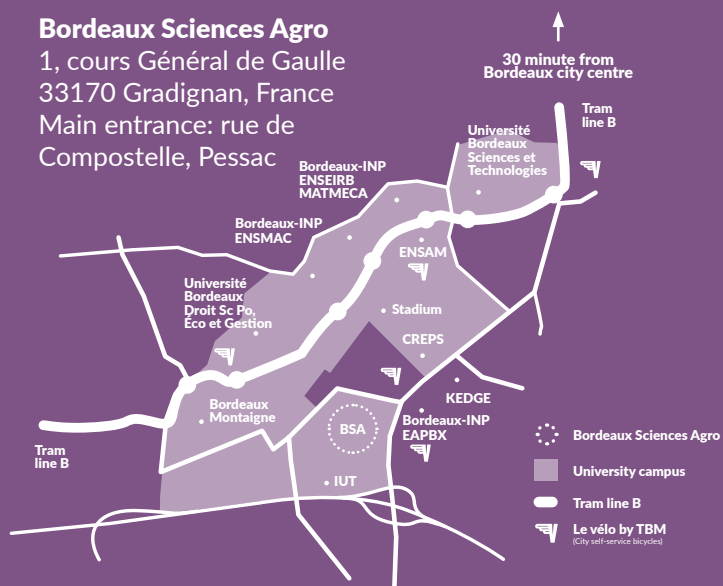 Bordeaux Sciences Agro
1, cours Général de Gaulle
33170 Gradignan, France
Main entrance: rue de
Compostelle, Pessac
30 minute from
Bordeaux city centre
Tram
line B
Université
Bordeaux
Sciences et
Technologies
Bordeaux-INP
ENSEIRB
MATMECA
Bordeaux-INP
ENSMAC
ENSAM
Université
Bordeaux
Droit Sc Po,
Éco et Gestion
Stadium
CREPS
KEDGE
Bordeaux
Montaigne
Bordeaux-INP
EAPBX
BSA
IUT
Tram
line B
Bordeaux Sciences Agro
University campus
Tram line B
Le vélo by TBM
(City self-service bicycles)